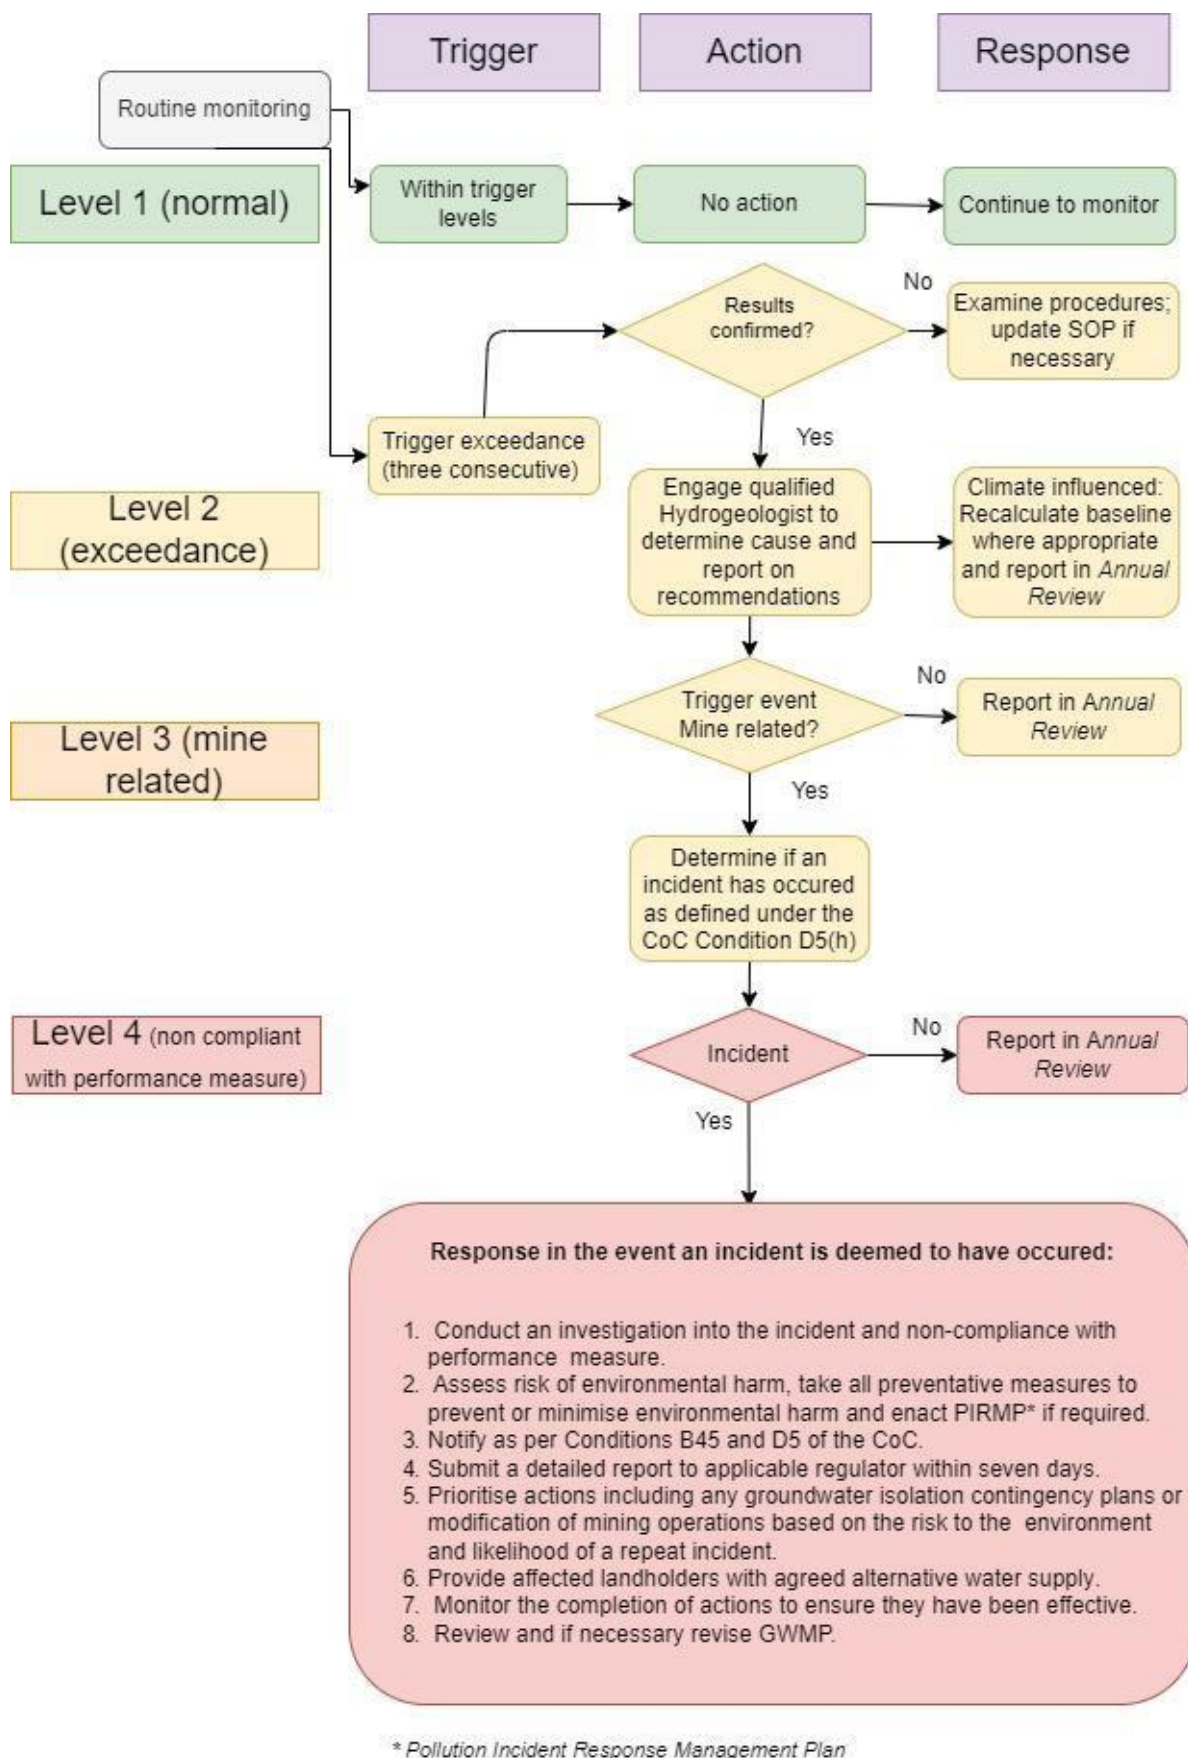 Trigger
Action
Response
Routine monitoring
Level 1 (normal)
Within trigger
levels
No action
Continue to monitor
Results
confirmed?
No
Examine procedures;
update SOP if
necessary
Yes
Trigger exceedance
(three consecutive)
Level 2
(exceedance)
Engage qualified
Hydrogeologist to
determine cause and
report on
recommendations
Climate influenced:
Recalculate baseline
where appropriate
and report in Annual
Review
Level 3 (mine
related)
Trigger event
Mine related?
No
Report in Annual
Review
Yes
Determine if an
incident has occured
as defined under the
CoC Condition D5(h)
Level 4 (non compliant
with performance measure)
Incident
No
Report in Annual
Review
Yes
Response in the event an incident is deemed to have occured:
1. Conduct an investigation into the incident and non-compliance with
performance measure.
2. Assess risk of environmental harm, take all preventative measures to
prevent or minimise environmental harm and enact PIRMP* if required.
3. Notify as per Conditions B45 and D5 of the CoC.
4. Submit a detailed report to applicable regulator within seven days.
5. Prioritise actions including any groundwater isolation contingency plans or
modification of mining operations based on the risk to the environment
and likelihood of a repeat incident.
6. Provide affected landholders with agreed alternative water supply.
7. Monitor the completion of actions to ensure they have been effective.
8. Review and if necessary revise GWMP.
* Pollution Incident Response Management Plan